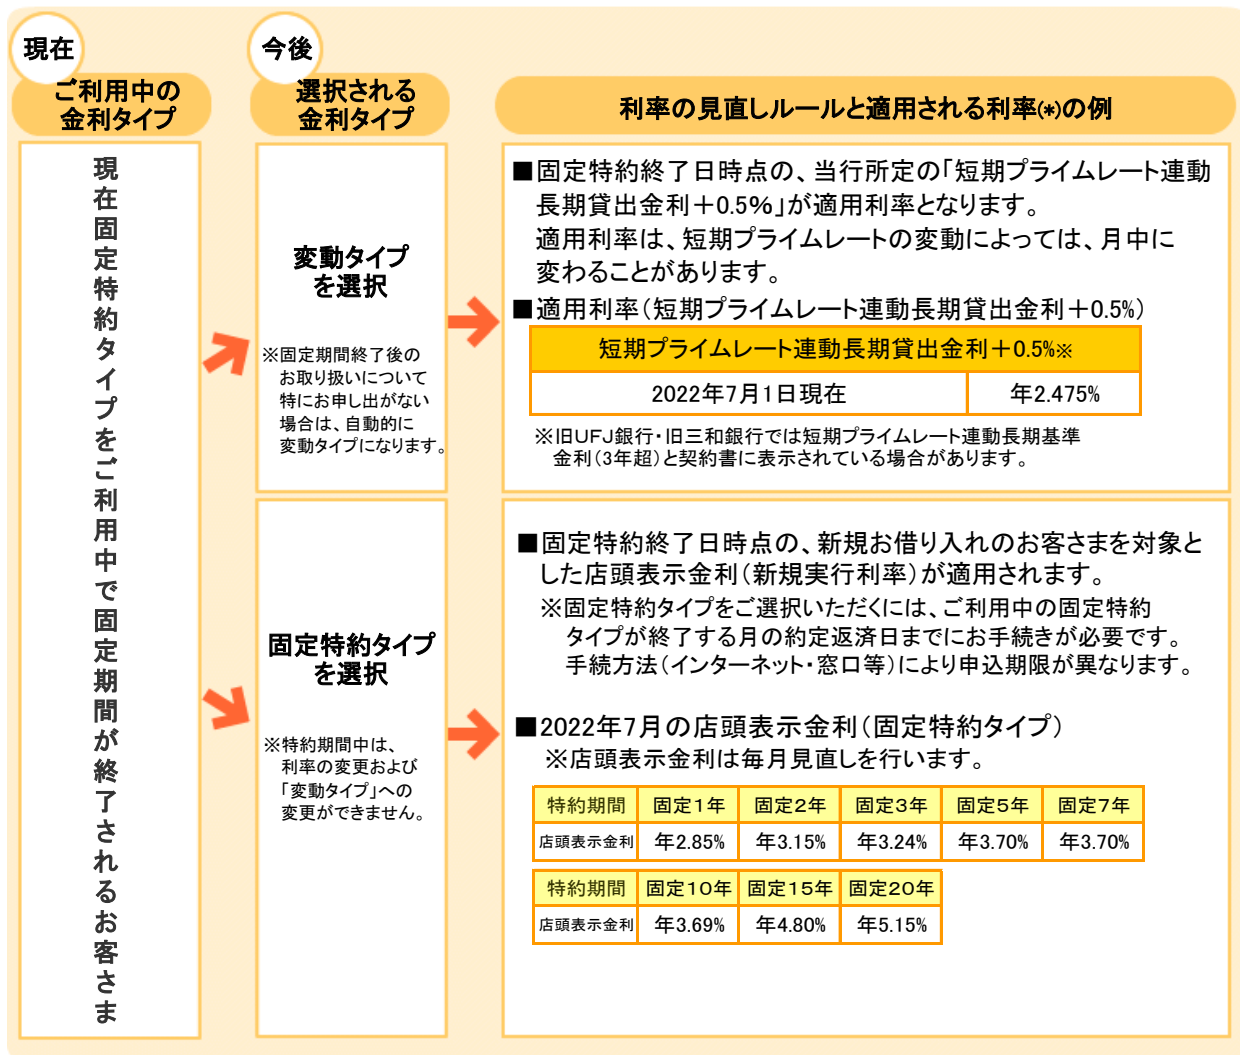 現在
ご利用中の
金利タイプ
今後
選択される
金利タイプ
利率の見直しルールと適用される利率(*)の例
現在固定特約タイプをご利用中で固定期間が終了されるお客さま
変動タイプ
を選択
※固定期間終了後の
お取り扱いについて
特にお申し出がない
場合は、自動的に
変動タイプになります。
■固定特約終了日時点の、当行所定の「短期プライムレート連動
長期貸出金利＋0.5％」が適用利率となります。
適用利率は、短期プライムレートの変動によっては、月中に
変わることがあります。
■適用利率（短期プライムレート連動長期貸出金利＋0.5%）
短期プライムレート連動長期貸出金利＋0.5%※
2022年7月1日現在 年2.475%
※旧ＵＦＪ銀行・旧三和銀行では短期プライムレート連動長期基準
金利（3年超）と契約書に表示されている場合があります。
固定特約タイプ
を選択
※特約期間中は、
利率の変更および
「変動タイプ」への
変更ができません。
■固定特約終了日時点の、新規お借り入れのお客さまを対象と
した店頭表示金利（新規実行利率）が適用されます。
※固定特約タイプをご選択いただくには、ご利用中の固定特約
タイプが終了する月の約定返済日までにお手続きが必要です。
手続方法（インターネット・窓口等）により申込期限が異なります。
■2022年7月の店頭表示金利（固定特約タイプ）
※店頭表示金利は毎月見直しを行います。
特約期間 固定１年 固定２年 固定３年 固定５年 固定７年
店頭表示金利 年2.85% 年3.15% 年3.24% 年3.70% 年3.70%
特約期間 固定１０年 固定１５年 固定２０年
店頭表示金利 年3.69% 年4.80% 年5.15%